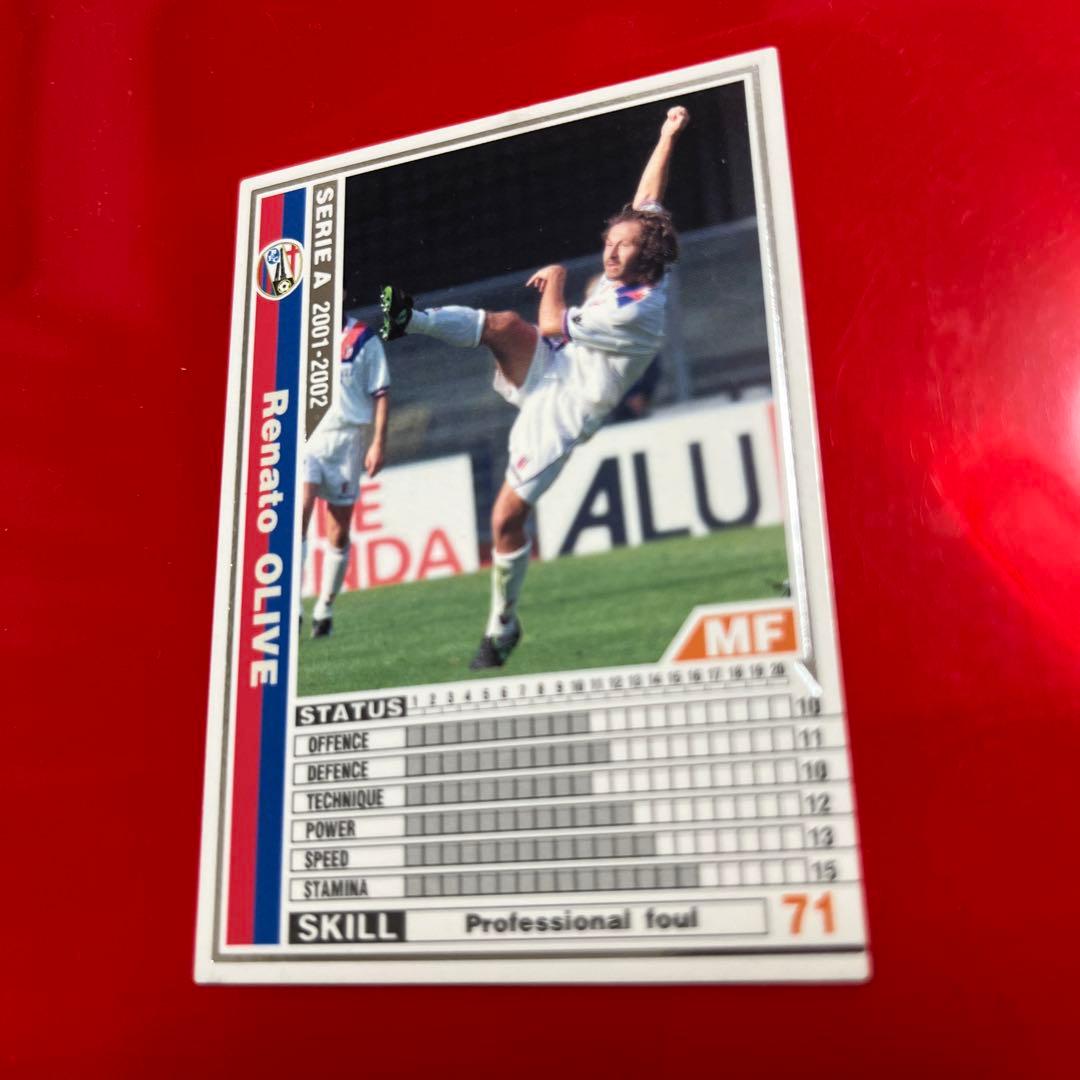 SERIE A 2001-2002
Renato OLIVE
ALU
NDA
MF
STATUS 1 2 3 4 5 6 7 8 9 10 11 12 13 14 15 16 17 18 19 20
OFFENCE 10
DEFENCE 11
TECHNIQUE 10
POWER 12
SPEED 13
STAMINA 15
SKILL Professional foul 71